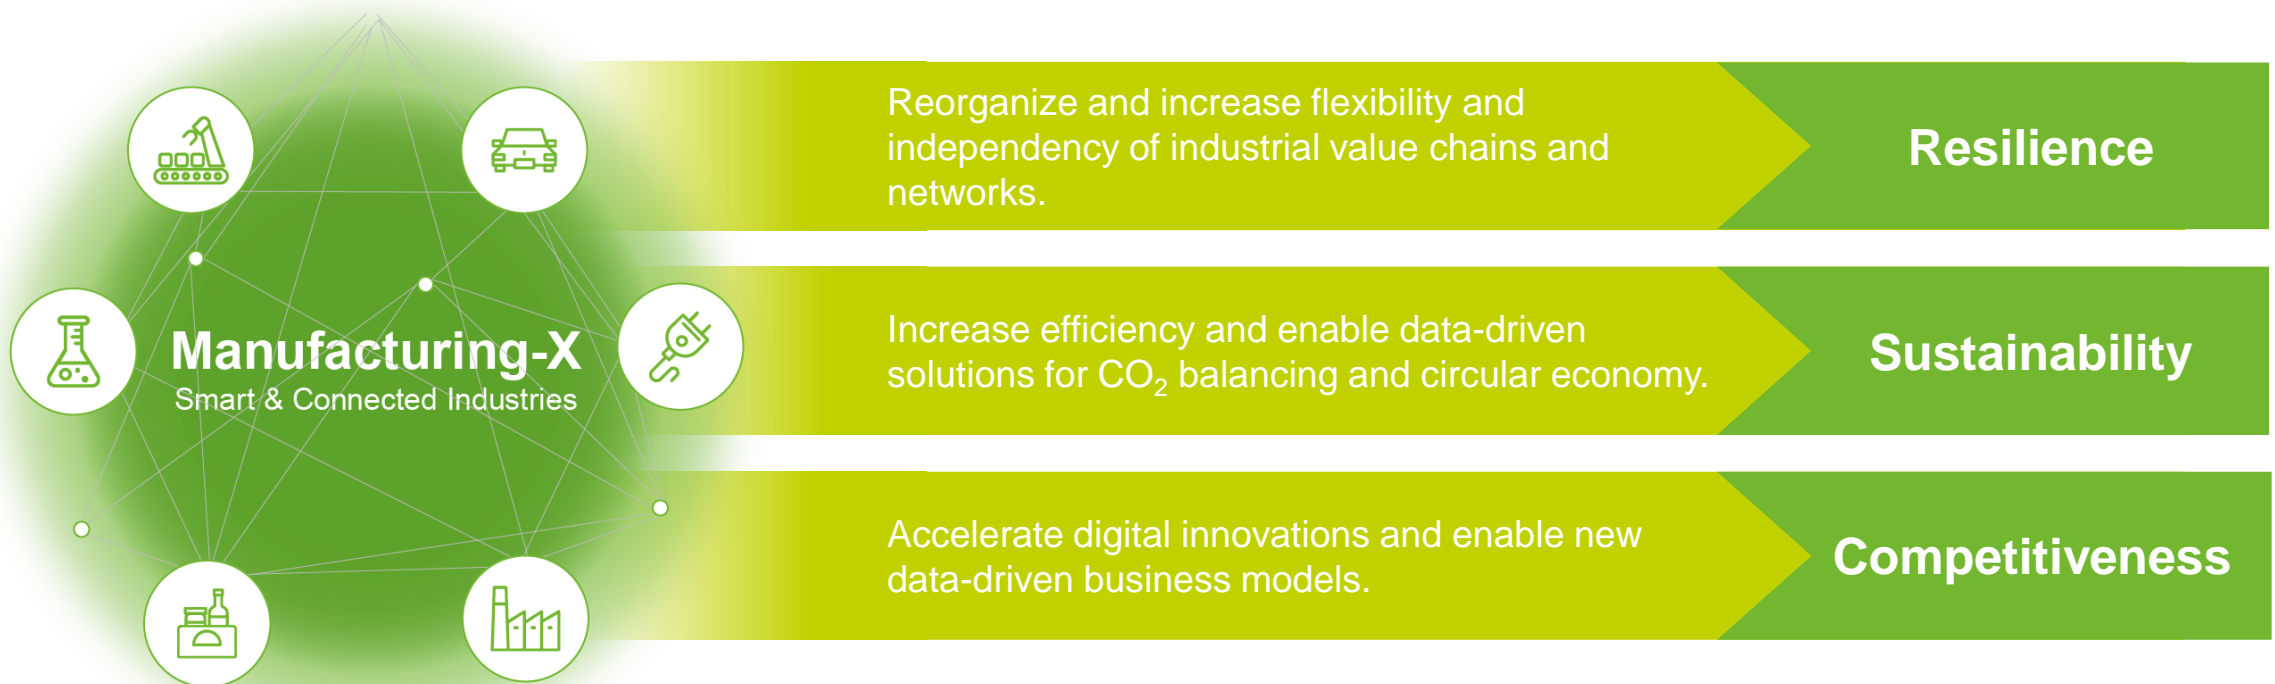 Manufacturing-X
Smart & Connected Industries
Reorganize and increase flexibility and
independency of industrial value chains and
networks.
Resilience
Increase efficiency and enable data-driven
solutions for CO₂ balancing and circular economy.
Sustainability
Accelerate digital innovations and enable new
data-driven business models.
Competitiveness